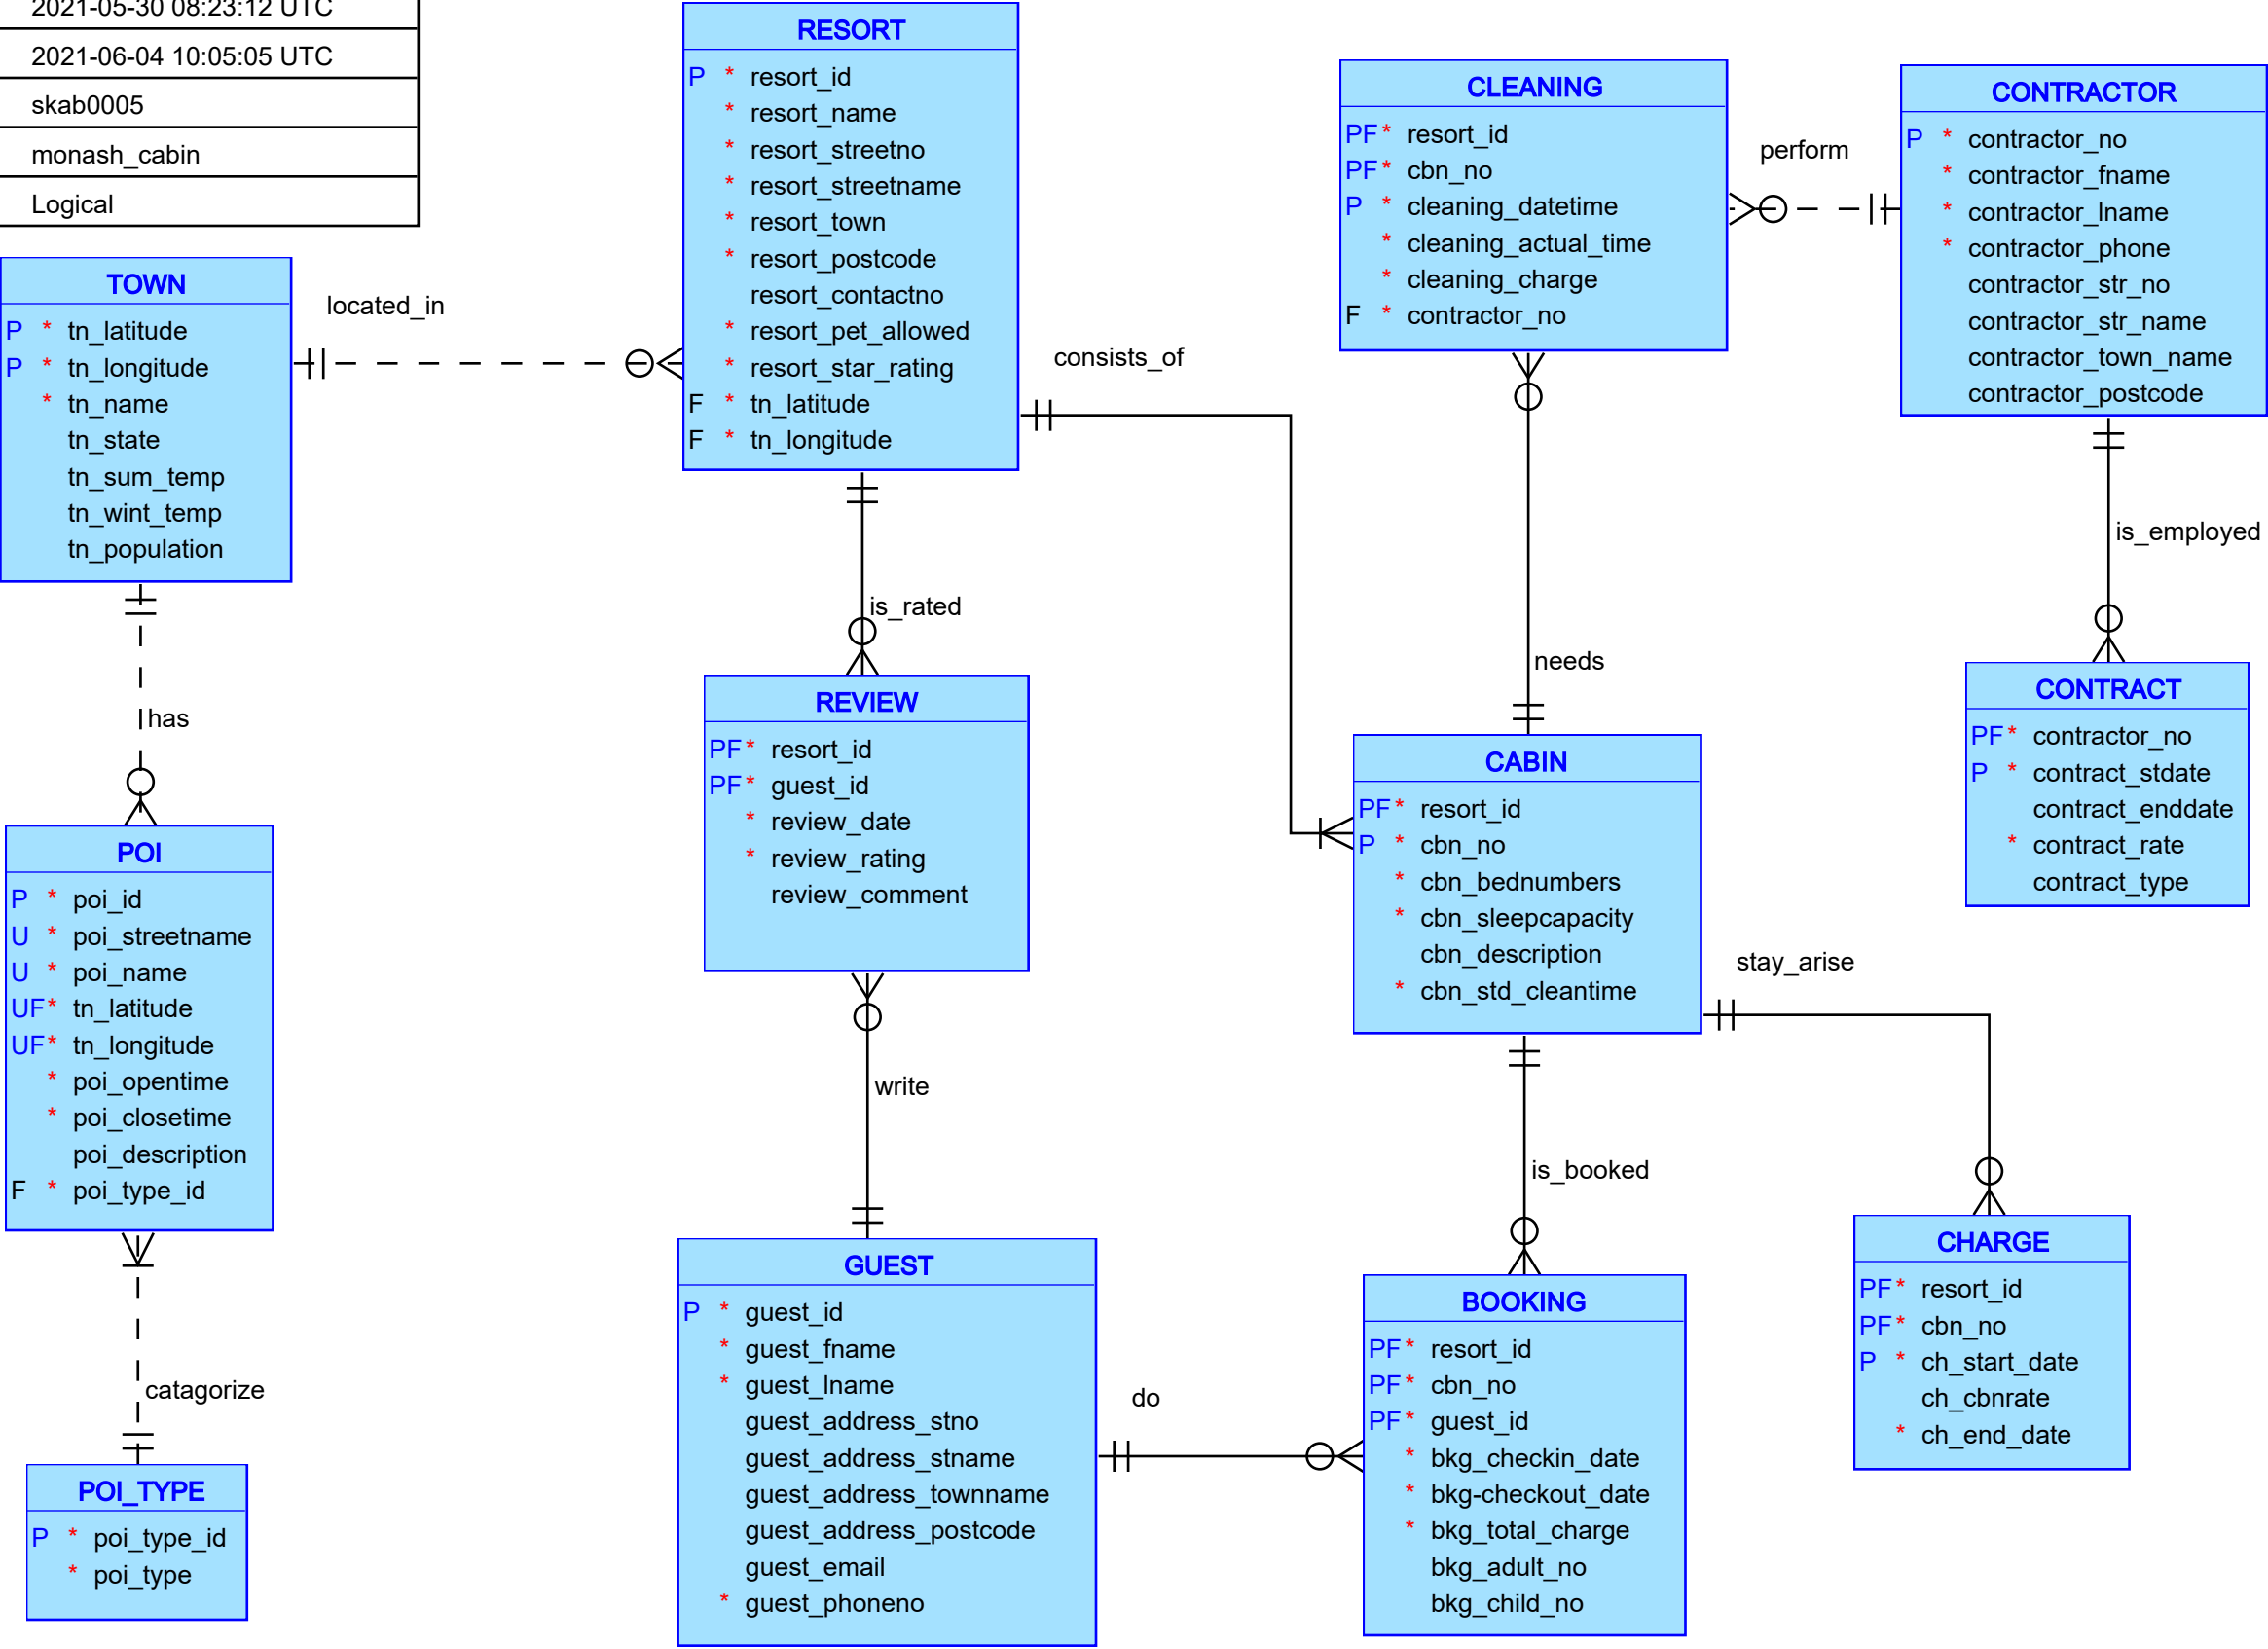 2021-05-30 08:23:12 UTC
2021-06-04 10:05:05 UTC
skab0005
monash_cabin
Logical
TOWN
P * tn_latitude
P * tn_longitude
* tn_name
tn_state
tn_sum_temp
tn_wint_temp
tn_population
located_in
has
POI
P * poi_id
U * poi_streetname
U * poi_name
UF* tn_latitude
UF* tn_longitude
* poi_opentime
* poi_closetime
poi_description
F * poi_type_id
catagorize
POI_TYPE
P * poi_type_id
* poi_type
RESORT
P * resort_id
* resort_name
* resort_streetno
* resort_streetname
* resort_town
* resort_postcode
resort_contactno
* resort_pet_allowed
* resort_star_rating
F * tn_latitude
F * tn_longitude
consists_of
is_rated
REVIEW
PF* resort_id
PF* guest_id
* review_date
* review_rating
review_comment
write
GUEST
P * guest_id
* guest_fname
* guest_lname
guest_address_stno
guest_address_stname
guest_address_townname
guest_address_postcode
guest_email
* guest_phoneno
do
CLEANING
PF* resort_id
PF* cbn_no
P * cleaning_datetime
* cleaning_actual_time
* cleaning_charge
F * contractor_no
perform
needs
CABIN
PF* resort_id
P * cbn_no
* cbn_bednumbers
* cbn_sleepcapacity
cbn_description
* cbn_std_cleantime
stay_arise
is_booked
BOOKING
PF* resort_id
PF* cbn_no
PF* guest_id
* bkg_checkin_date
* bkg-checkout_date
* bkg_total_charge
bkg_adult_no
bkg_child_no
CONTRACTOR
P * contractor_no
* contractor_fname
* contractor_lname
* contractor_phone
contractor_str_no
contractor_str_name
contractor_town_name
contractor_postcode
is_employed
CONTRACT
PF* contractor_no
P * contract_stdate
contract_enddate
* contract_rate
contract_type
CHARGE
PF* resort_id
PF* cbn_no
P * ch_start_date
ch_cbnrate
* ch_end_date